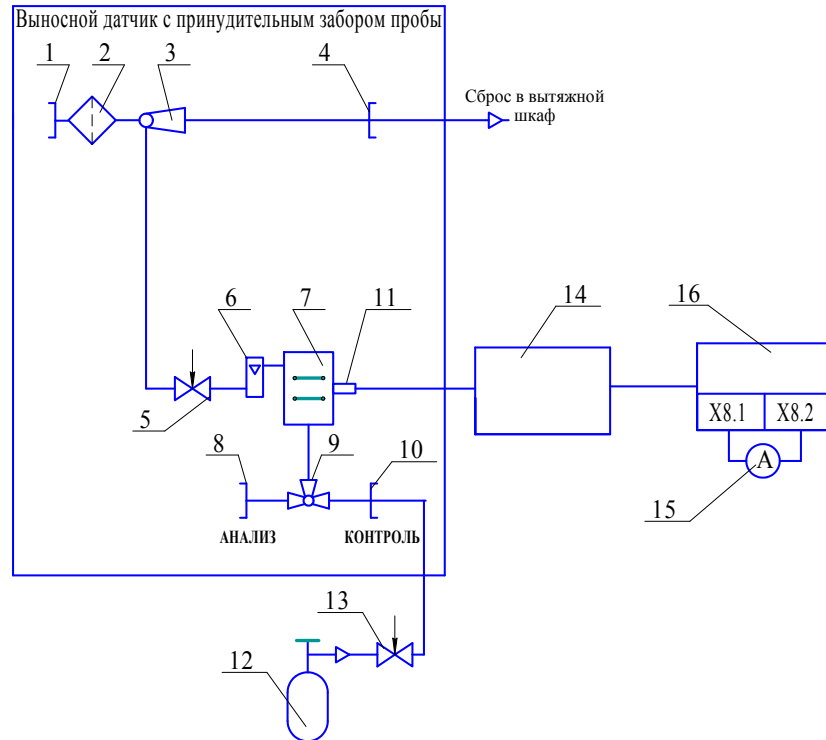 Выносной датчик с принудительным забором пробы
1
2
3
4
Сброс в вытяжной
шкаф
6
7
11
14
16
5
X8.1
X8.2
8
9
10
A
15
АНАЛИЗ
КОНТРОЛЬ
13
12